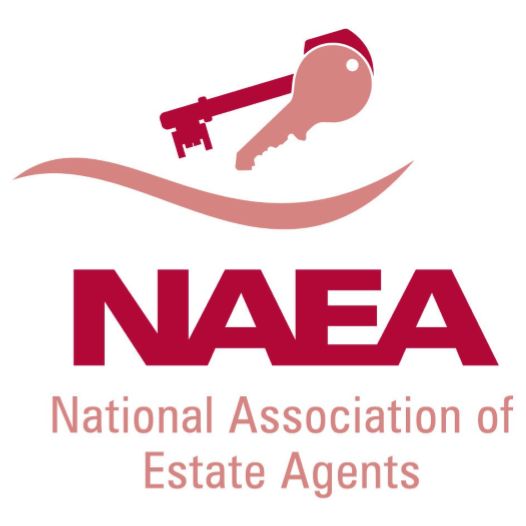 NAEA
National Association of
Estate Agents